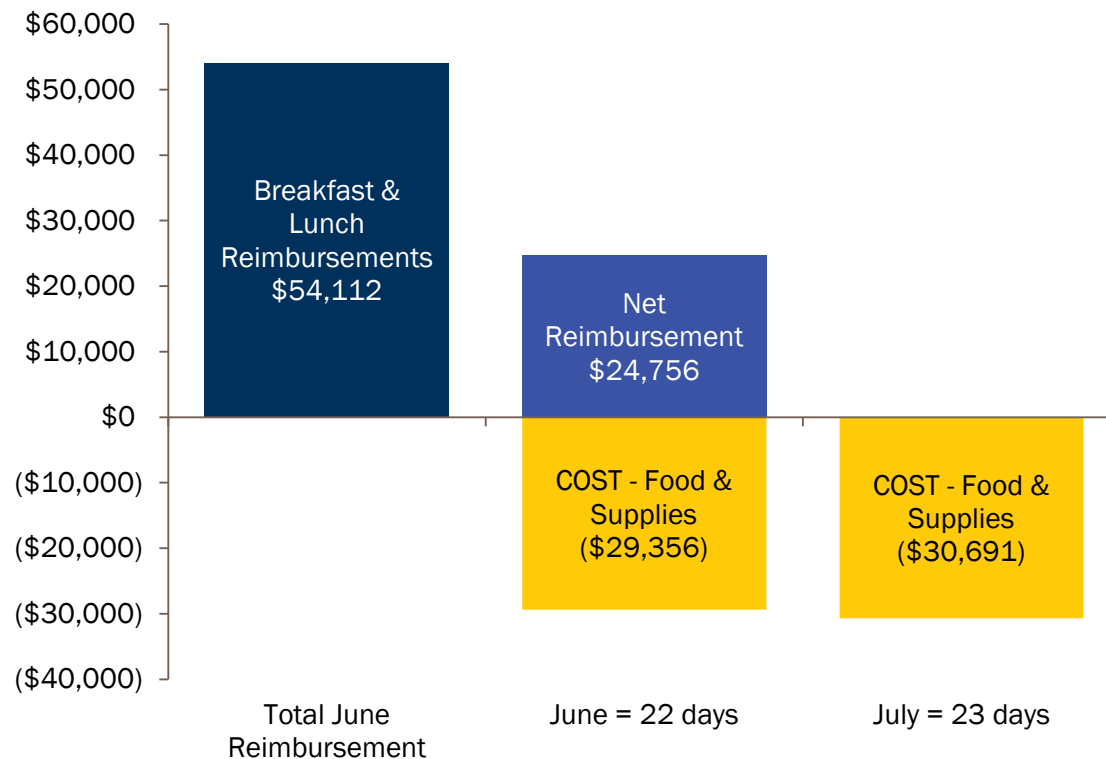 $60,000
$50,000
$40,000
$30,000
$20,000
$10,000
$0
($10,000)
($20,000)
($30,000)
($40,000)
Breakfast &
Lunch
Reimbursements
$54,112
Net
Reimbursement
$24,756
COST - Food &
Supplies
($29,356)
COST - Food &
Supplies
($30,691)
Total June
Reimbursement
June = 22 days
July = 23 days